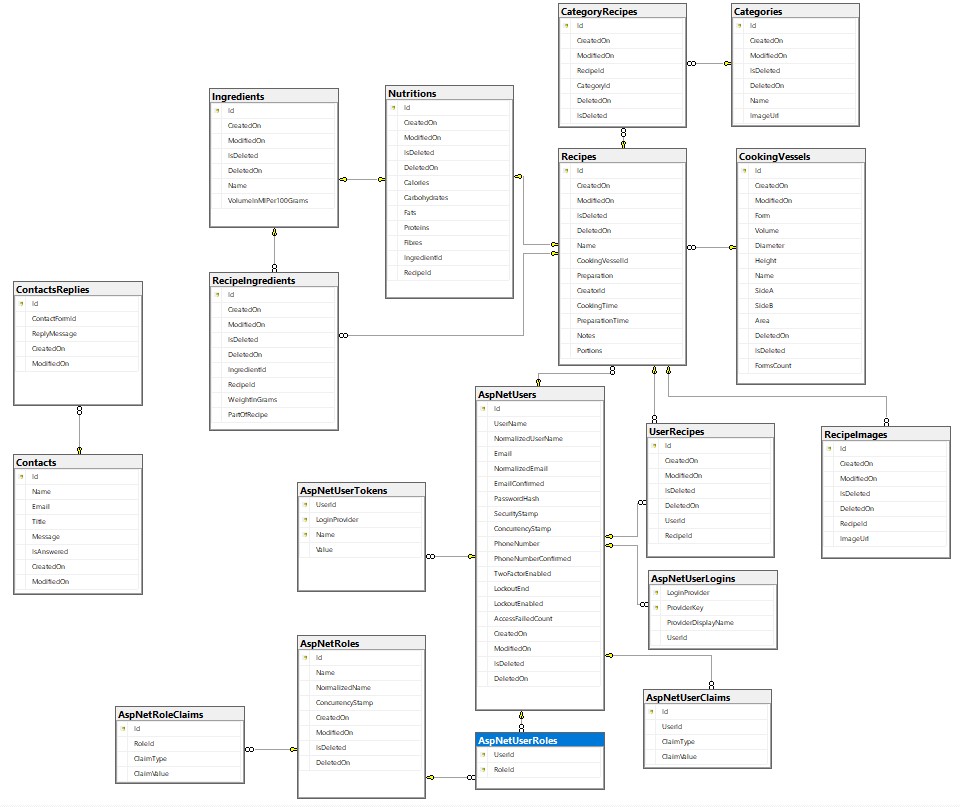 CategoryRecipes
Id
CreatedOn
ModifiedOn
RecipeId
CategoryId
DeletedOn
IsDeleted
Categories
Id
CreatedOn
ModifiedOn
IsDeleted
DeletedOn
Name
ImageUrl
Ingredients
Id
CreatedOn
ModifiedOn
IsDeleted
DeletedOn
Name
VolumeInMlPer100Grams
Nutritions
Id
CreatedOn
ModifiedOn
IsDeleted
DeletedOn
Calories
Carbohydrates
Fats
Proteins
Fibres
IngredientId
RecipeId
Recipes
Id
CreatedOn
ModifiedOn
IsDeleted
DeletedOn
Name
CookingVesselId
Preparation
CreatorId
CookingTime
PreparationTime
Notes
Portions
CookingVessels
Id
CreatedOn
ModifiedOn
Form
Volume
Diameter
Height
Name
SideA
SideB
Area
DeletedOn
IsDeleted
FormsCount
ContactsReplies
Id
ContactFormId
ReplyMessage
CreatedOn
ModifiedOn
RecipeIngredients
Id
CreatedOn
ModifiedOn
IsDeleted
DeletedOn
IngredientId
RecipeId
WeightInGrams
PartOfRecipe
Contacts
Id
Name
Email
Title
Message
IsAnswered
CreatedOn
ModifiedOn
AspNetUsers
Id
UserName
NormalizedUserName
Email
NormalizedEmail
EmailConfirmed
PasswordHash
SecurityStamp
ConcurrencyStamp
PhoneNumber
PhoneNumberConfirmed
TwoFactorEnabled
LockoutEnd
LockoutEnabled
AccessFailedCount
CreatedOn
ModifiedOn
IsDeleted
DeletedOn
UserRecipes
Id
CreatedOn
ModifiedOn
IsDeleted
DeletedOn
UserId
RecipeId
RecipeImages
Id
CreatedOn
ModifiedOn
IsDeleted
DeletedOn
RecipeId
ImageUrl
AspNetUserTokens
UserId
LoginProvider
Name
Value
AspNetUserLogins
LoginProvider
ProviderKey
ProviderDisplayName
UserId
AspNetRoles
Id
Name
NormalizedName
ConcurrencyStamp
CreatedOn
ModifiedOn
IsDeleted
DeletedOn
AspNetUserClaims
Id
UserId
ClaimType
ClaimValue
AspNetRoleClaims
Id
RoleId
ClaimType
ClaimValue
AspNetUserRoles
UserId
RoleId